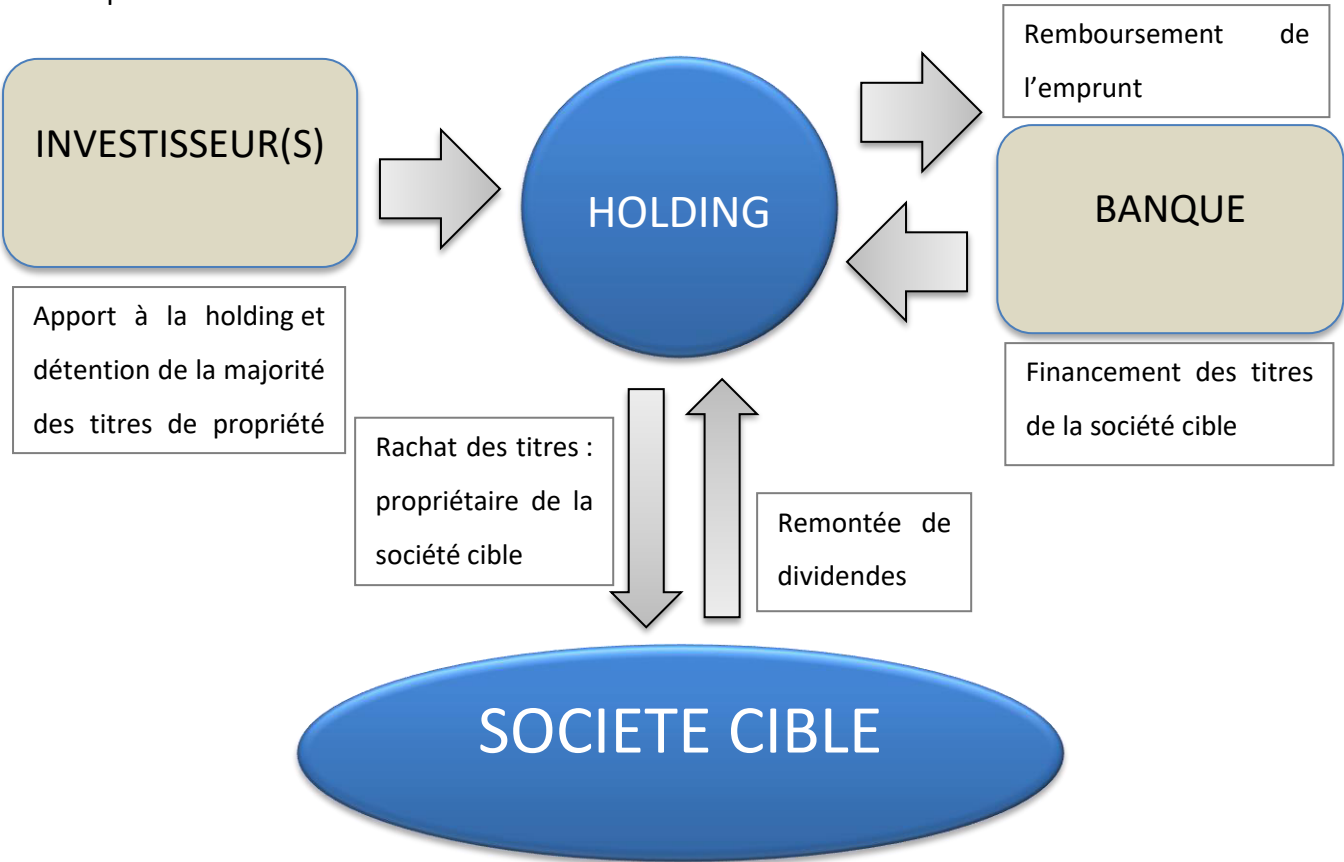 INVESTISSEUR(S)
Apport à la holding et
détention de la majorité
des titres de propriété
HOLDING
Remboursement de
l’emprunt
BANQUE
Financement des titres
de la société cible
Rachat des titres :
propriétaire de la
société cible
Remontée de
dividendes
SOCIETE CIBLE